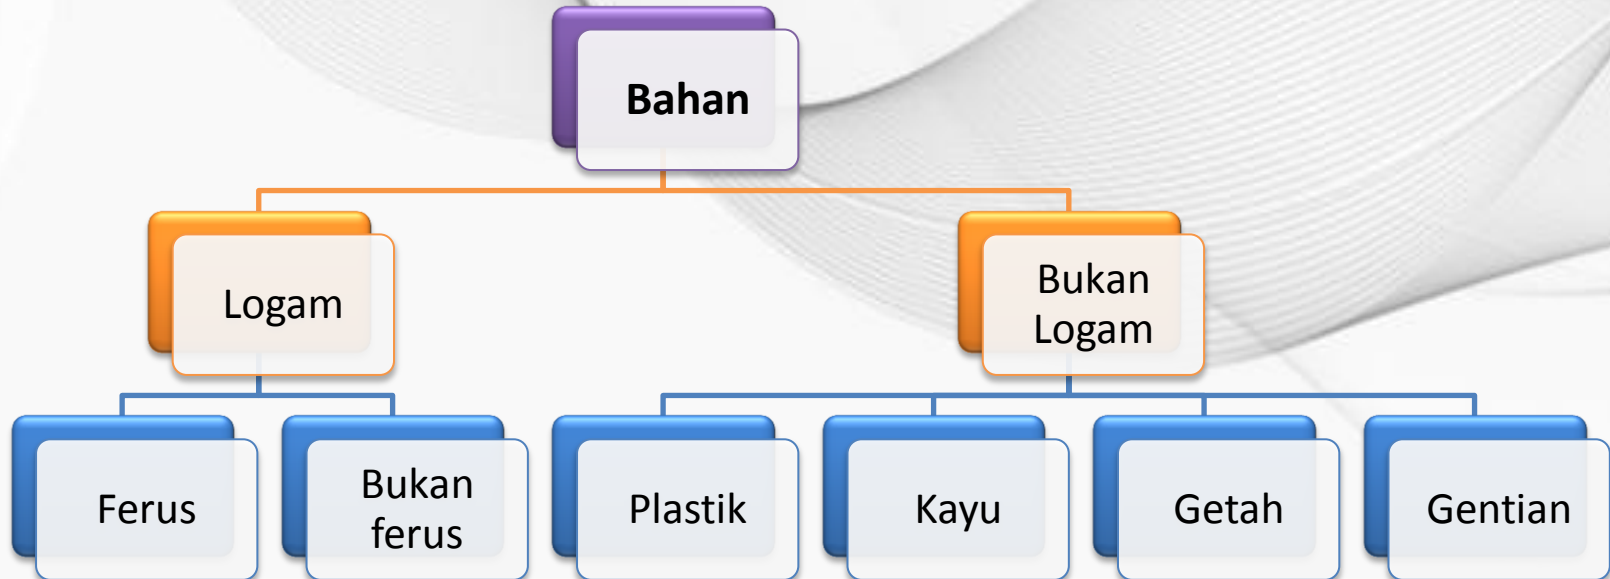 Bahan
Logam
Bukan
Logam
Ferus
Bukan
ferus
Plastik
Kayu
Getah
Gentian